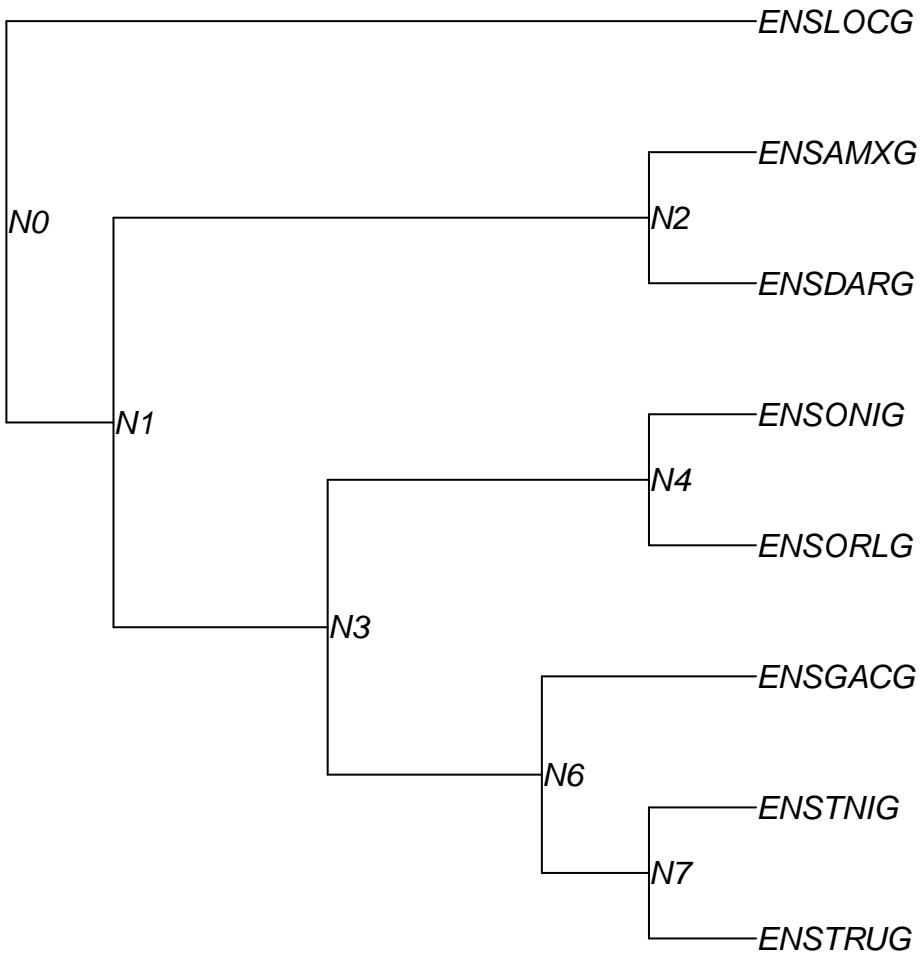 ENSLOCG
ENSAMXG
N0
N2
ENSDARG
ENSONIG
N1
N4
ENSORLG
N3
ENSGACG
N6
ENSTNIG
N7
ENSTRUG